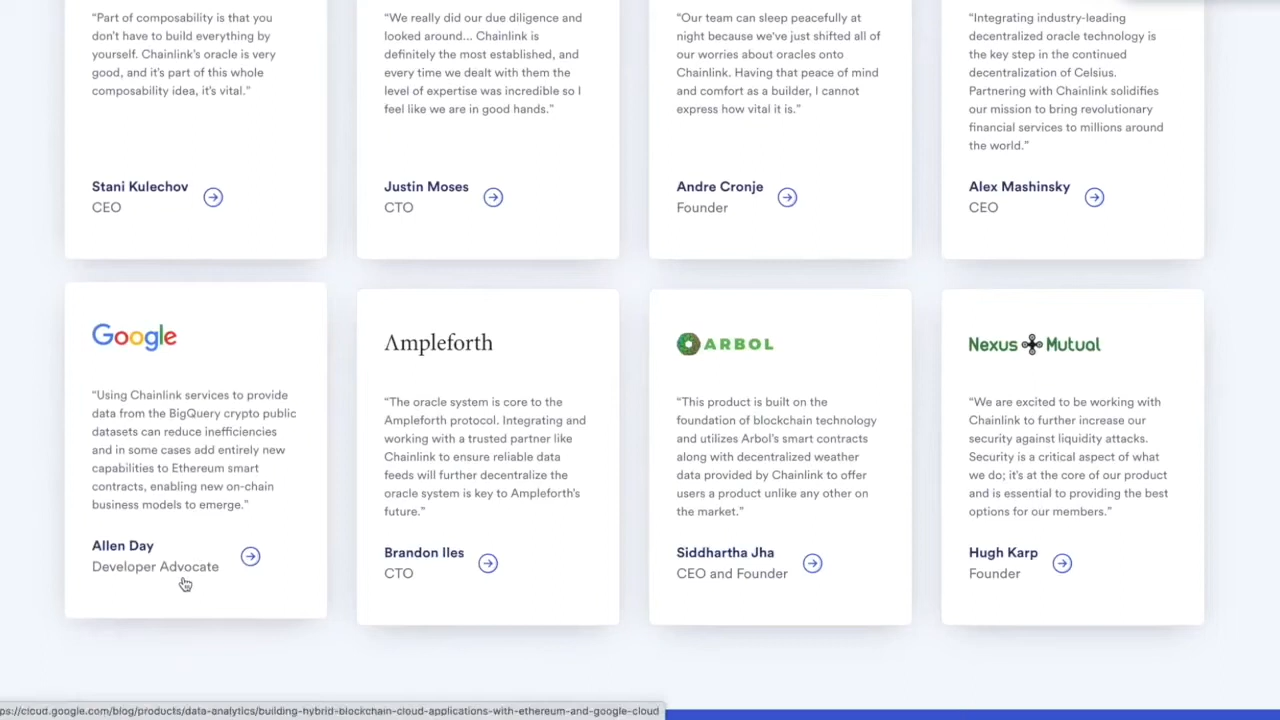 “Part of composability is that you
don’t have to build everything by
yourself. Chainlink’s oracle is very
good, and it’s part of this whole
composability idea, it’s vital.”
Stani Kulechov
CEO
“We really did our due diligence and
looked around... Chainlink is
definitely the most established, and
every time we dealt with them the
level of expertise was incredible so I
feel like we are in good hands.”
Justin Moses
CTO
“Our team can sleep peacefully at
night because we’ve just shifted all of
our worries about oracles onto
Chainlink. Having that peace of mind
and comfort as a builder, I cannot
express how vital it is.”
Andre Cronje
Founder
“Integrating industry-leading
decentralized oracle technology is
the key step in the continued
decentralization of Celsius.
Partnering with Chainlink solidifies
our mission to bring revolutionary
financial services to millions around
the world.”
Alex Mashinsky
CEO
Google
“Using Chainlink services to provide
data from the BigQuery crypto public
datasets can reduce inefficiencies
and in some cases add entirely new
capabilities to Ethereum smart
contracts, enabling new on-chain
business models to emerge.”
Allen Day
Developer Advocate
Ampleforth
“The oracle system is core to the
Ampleforth protocol. Integrating and
working with a trusted partner like
Chainlink to ensure reliable data
feeds will further decentralize the
oracle system is key to Ampleforth’s
future.”
Brandon Iles
CTO
ARBOL
“This product is built on the
foundation of blockchain technology
and utilizes Arbol’s smart contracts
along with decentralized weather
data provided by Chainlink to offer
users a product unlike any other on
the market.”
Siddhartha Jha
CEO and Founder
Nexus Mutual
“We are excited to be working with
Chainlink to further increase our
security against liquidity attacks.
Security is a critical aspect of what
we do; it’s at the core of our product
and is essential to providing the best
options for our members.”
Hugh Karp
Founder
ps://cloud.google.com/blog/products/data-analytics/building-hybrid-blockchain-cloud-applications-with-ethereum-and-google-cloud